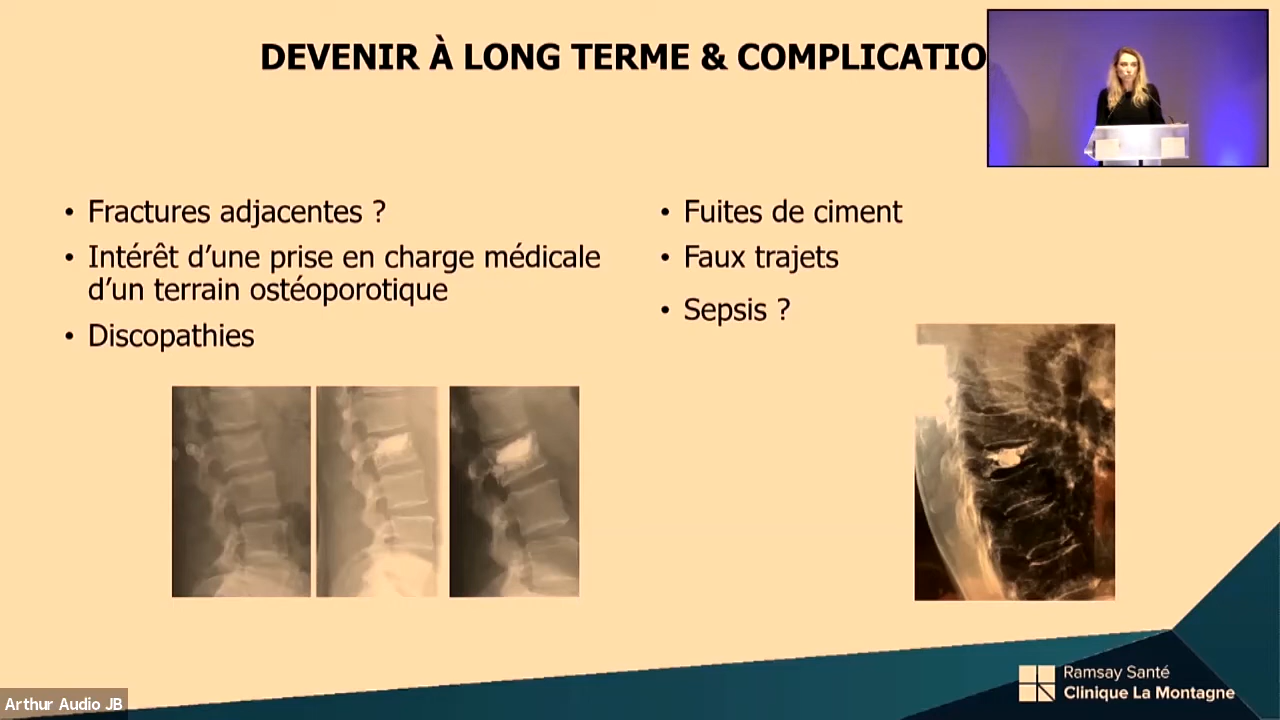 DEVENIR À LONG TERME & COMPLICATIO
• Fractures adjacentes ?
• Intérêt d’une prise en charge médicale
d’un terrain ostéoporotique
• Discopathies
• Fuites de ciment
• Faux trajets
• Sepsis ?
Ramsay Santé
Clinique La Montagne
Arthur Audio JB